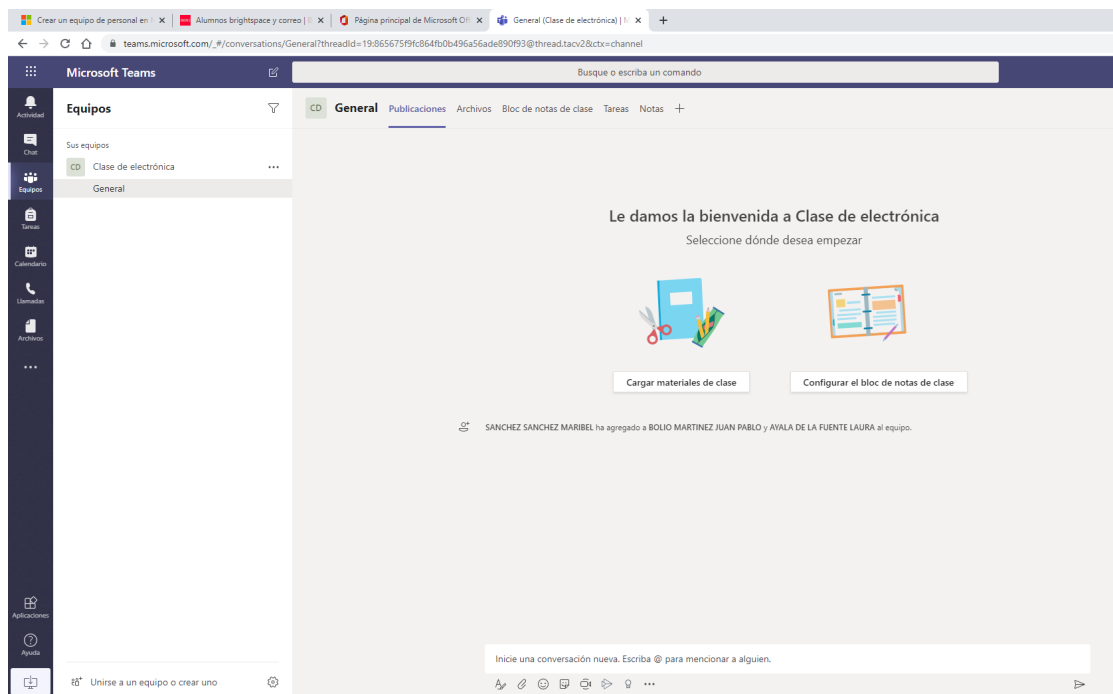 Crear un equipo de personal en
Alumnos brightspace y correo |
Página principal de Microsoft Off
General (Clase de electrónica) |
teams.microsoft.com/_#/conversations/General?threadId=19:865675f9fc864fb0b496a56ade890f93@thread.tacv2&ctx=channel
Microsoft Teams
Busque o escriba un comando
Actividad
Chat
Equipos
Tareas
Calendario
Llamadas
Archivos
Aplicaciones
Ayuda
Equipos
Sus equipos
CD Clase de electrónica
General
Unirse a un equipo o crear uno
CD General Publicaciones Archivos Bloc de notas de clase Tareas Notas
Le damos la bienvenida a Clase de electrónica
Seleccione dónde desea empezar
Cargar materiales de clase
Configurar el bloc de notas de clase
SANCHEZ SANCHEZ MARIBEL ha agregado a BOLIO MARTINEZ JUAN PABLO y AYALA DE LA FUENTE LAURA al equipo.
Inicie una conversación nueva. Escriba @ para mencionar a alguien.